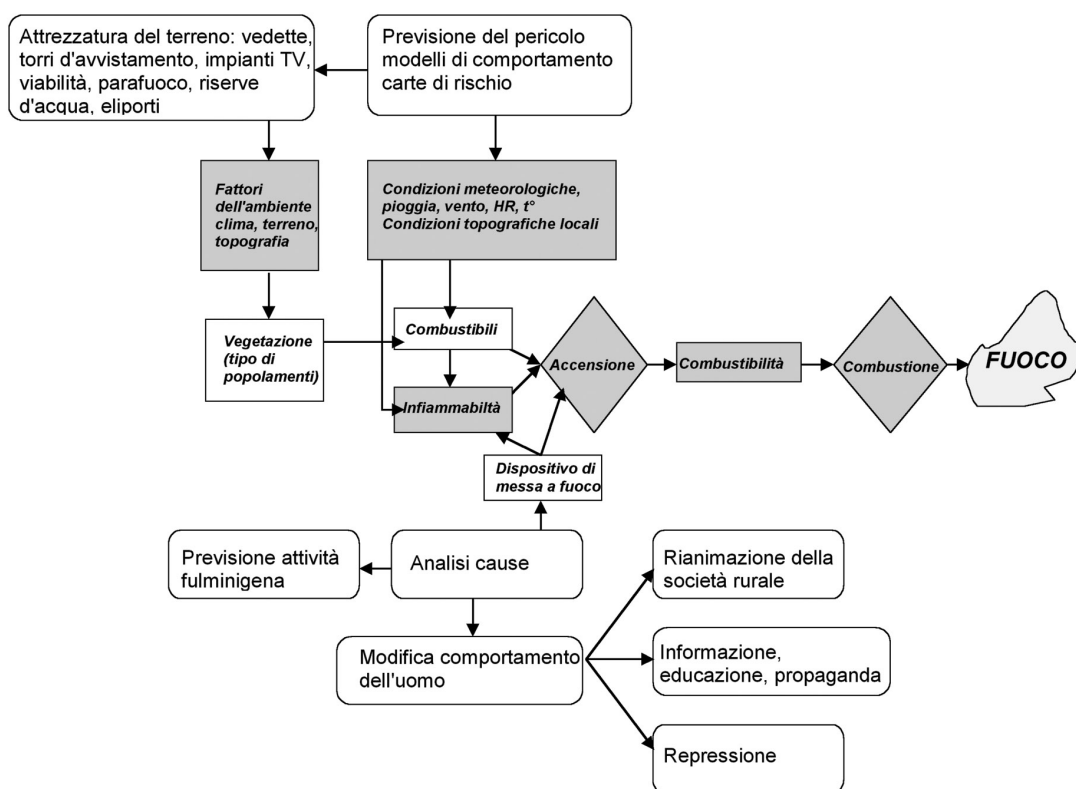 Attrezzatura del terreno: vedette,
torri d'avvistamento, impianti TV,
viabilità, parafuoco, riserve
d'acqua, eliporti
Previsione del pericolo
modelli di comportamento
carte di rischio
Fattori
dell'ambiente
clima, terreno,
topografia
Condizioni meteorologiche,
pioggia, vento, HR, t°
Condizioni topografiche locali
Vegetazione
(tipo di
popolamenti)
Combustibili
Infiammabiltà
Accensione
Combustibilità
Combustione
FUOCO
Dispositivo di
messa a fuoco
Previsione attività
fulminigena
Analisi cause
Modifica comportamento
dell'uomo
Rianimazione della
società rurale
Informazione,
educazione, propaganda
Repressione